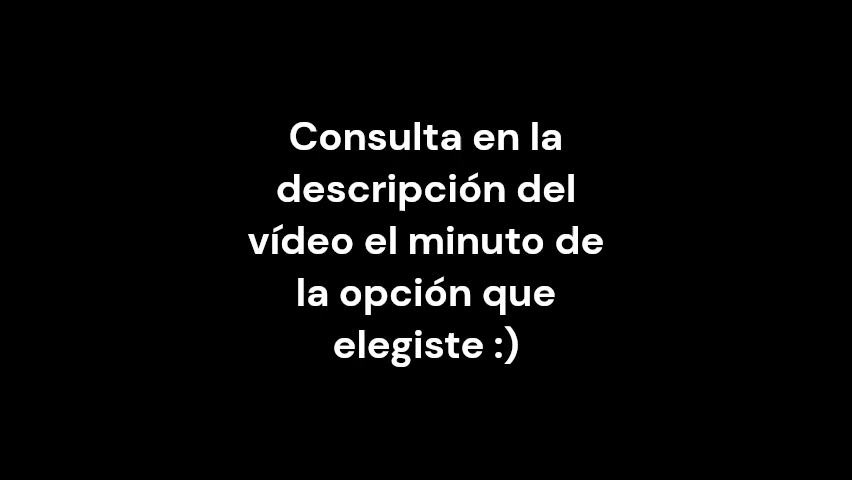 Consulta en la
descripción del
vídeo el minuto de
la opción que
elegiste :)